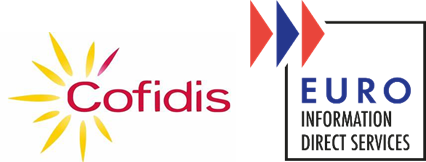 Cofidis
EURO
INFORMATION
DIRECT SERVICES